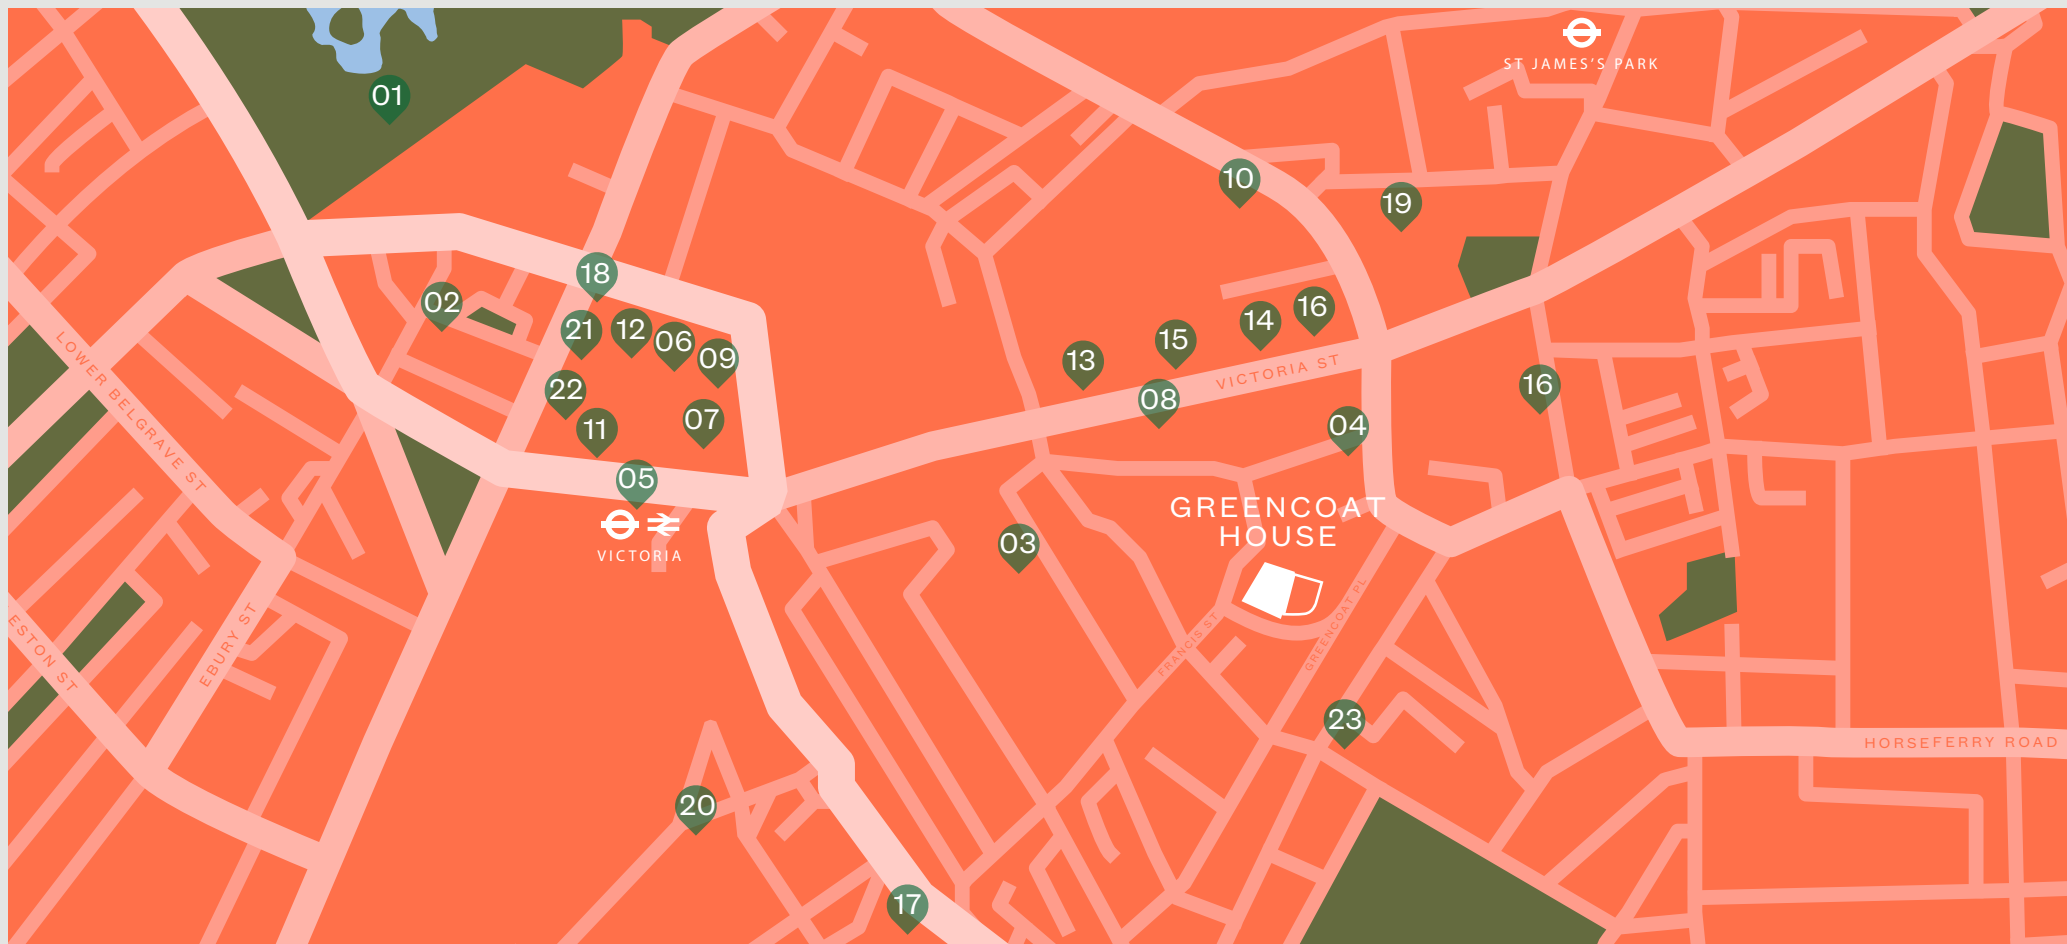 ST JAMES'S PARK
01
10
19
18
02
21
12
06
09
16
14
15
13
VICTORIA ST
22
11
07
08
04
16
LOWER BELGRAVE ST
05
VICTORIA
03
GREENCOAT
HOUSE
FRANCIS ST
GREENCOAT PL
EBURY ST
ESTON ST
23
HORSEFERRY ROAD
20
17